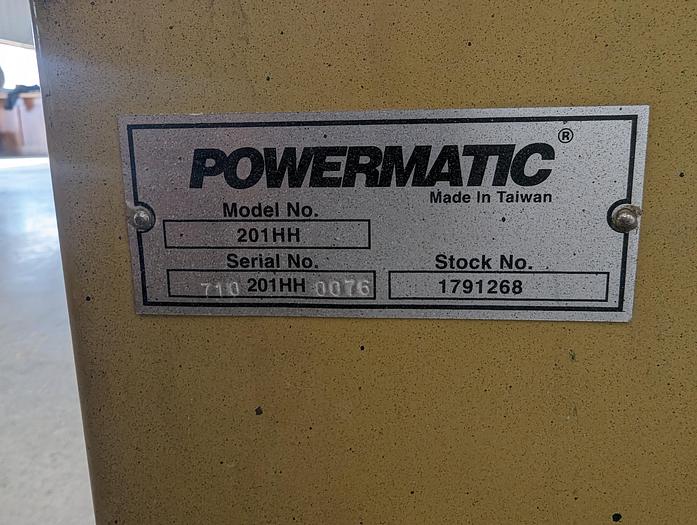 POWERMATIC®
Made In Taiwan
Model No.
201HH
Serial No.
710 201HH 0076
Stock No.
1791268